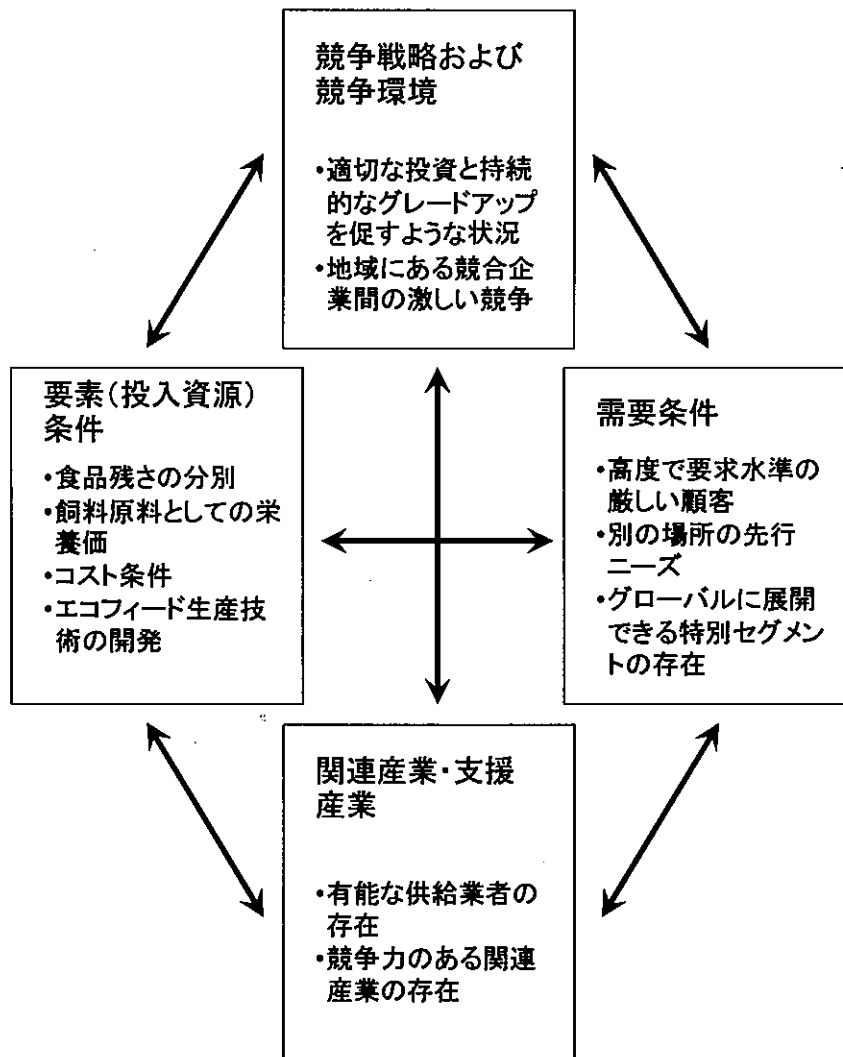 競争戦略および
競争環境
・適切な投資と持続
的なグレードアップ
を促すような状況
・地域にある競合企
業間の激しい競争
要素(投入資源)
条件
・食品残さの分別
・飼料原料としての栄
養価
・コスト条件
・エコフィード生産技
術の開発
需要条件
・高度で要求水準の
厳しい顧客
・別の場所の先行
ニーズ
・グローバルに展開
できる特別セグメン
トの存在
関連産業・支援
産業
・有能な供給業者の
存在
・競争力のある関連
産業の存在